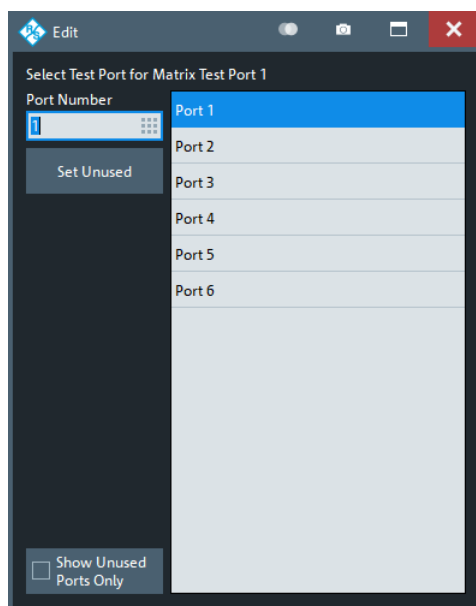 Edit
Select Test Port for Matrix Test Port 1
Port Number
1
Set Unused
Port 1
Port 2
Port 3
Port 4
Port 5
Port 6
Show Unused
Ports Only